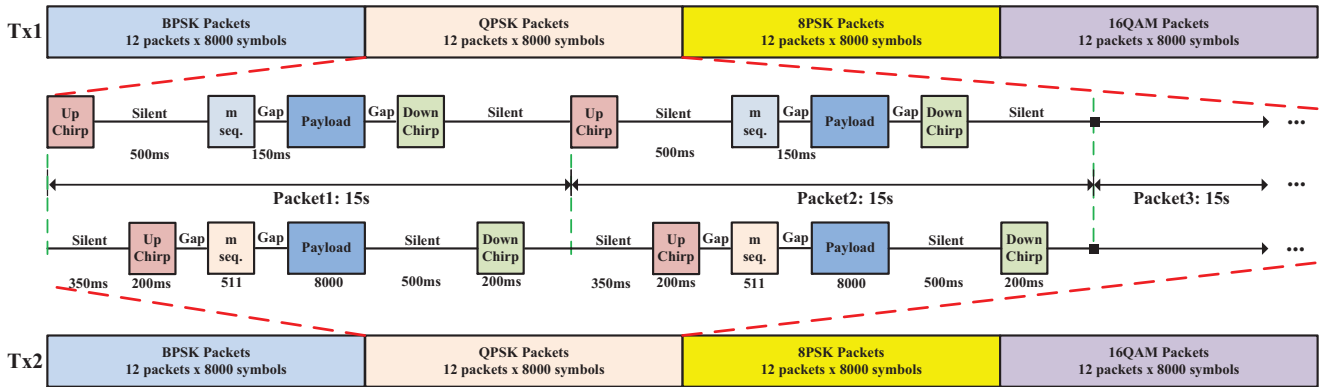 Tx1
BPSK Packets
12 packets x 8000 symbols
QPSK Packets
12 packets x 8000 symbols
8PSK Packets
12 packets x 8000 symbols
16QAM Packets
12 packets x 8000 symbols
Up
Chirp
Silent
m
seq.
Gap
Payload
Gap
Down
Chirp
Silent
Up
Chirp
Silent
m
seq.
Gap
Payload
Gap
Down
Chirp
Silent
...
500ms
150ms
500ms
150ms
Packet1: 15s
Packet2: 15s
Packet3: 15s
...
Silent
Up
Chirp
Gap
m
seq.
Gap
Payload
Silent
Down
Chirp
Silent
Up
Chirp
Gap
m
seq.
Gap
Payload
Silent
Down
Chirp
...
350ms
200ms
511
8000
500ms
200ms
350ms
200ms
511
8000
500ms
200ms
Tx2
BPSK Packets
12 packets x 8000 symbols
QPSK Packets
12 packets x 8000 symbols
8PSK Packets
12 packets x 8000 symbols
16QAM Packets
12 packets x 8000 symbols